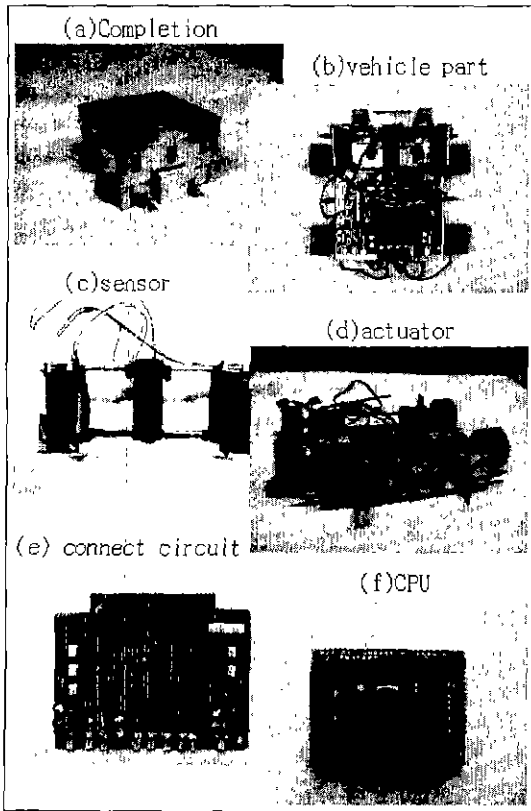 (a)Completion
(b)vehicle part
(c)sensor
(d)actuator
(e) connect circuit
(f)CPU